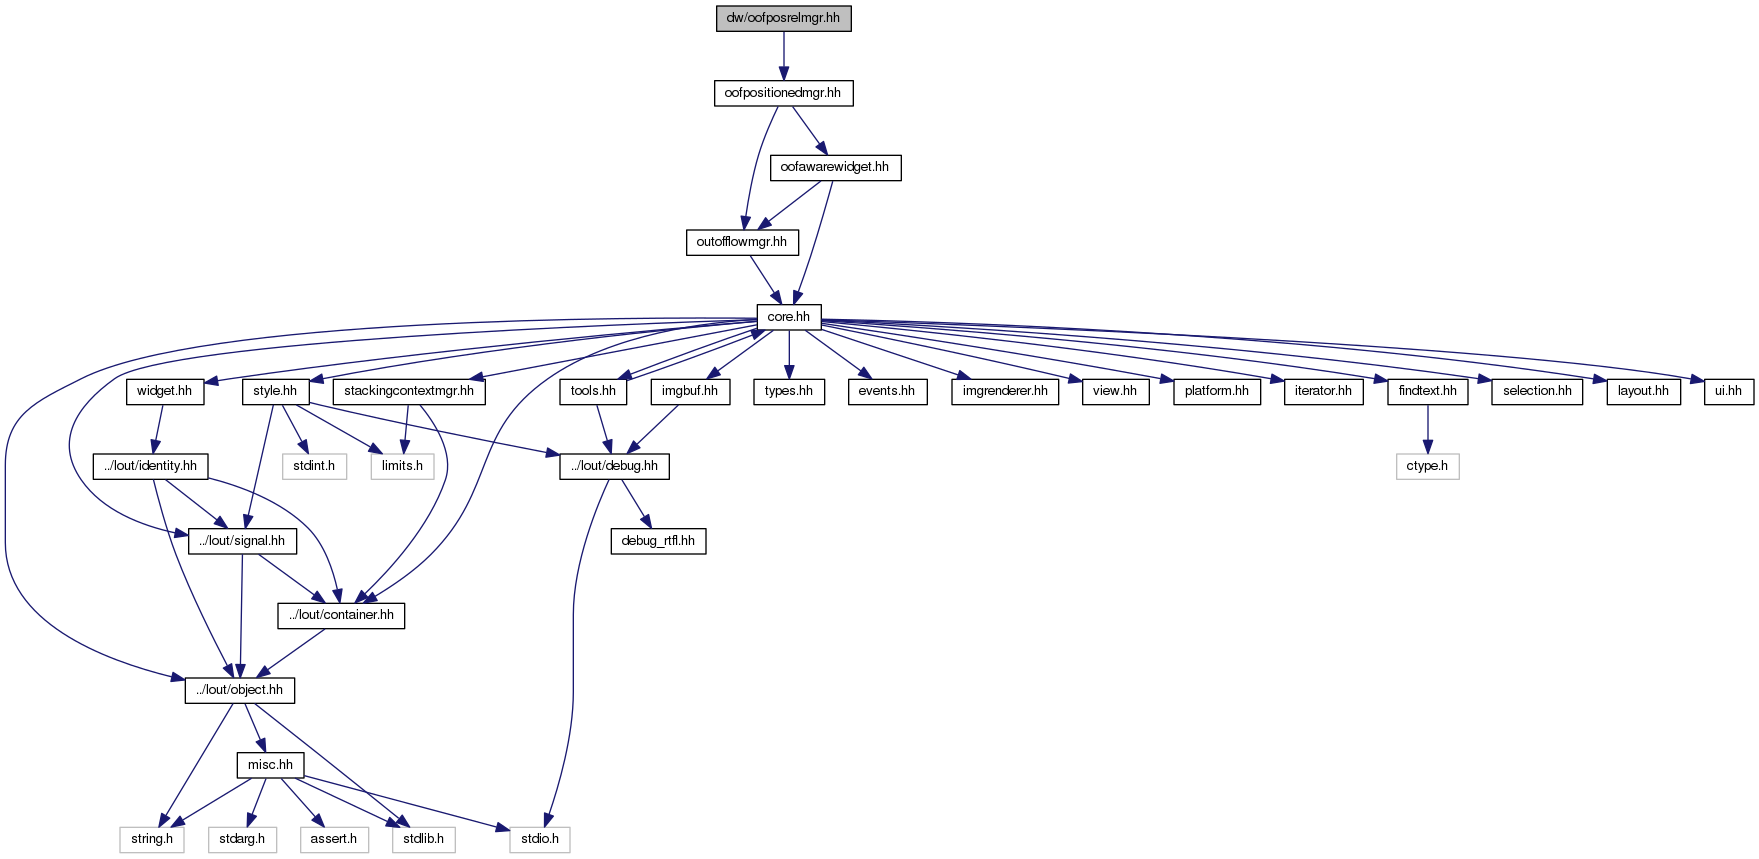 dw/oofposrelmgr.hh
oofpositionedmgr.hh
oofawarewidget.hh
outofflowmgr.hh
core.hh
widget.hh
style.hh
stackingcontextmgr.hh
tools.hh
imgbuf.hh
types.hh
events.hh
imgrenderer.hh
view.hh
platform.hh
iterator.hh
findtext.hh
selection.hh
layout.hh
ui.hh
../lout/identity.hh
stdint.h
limits.h
../lout/debug.hh
ctype.h
../lout/signal.hh
debug_rtfl.hh
../lout/container.hh
../lout/object.hh
misc.hh
string.h
stdarg.h
assert.h
stdlib.h
stdio.h